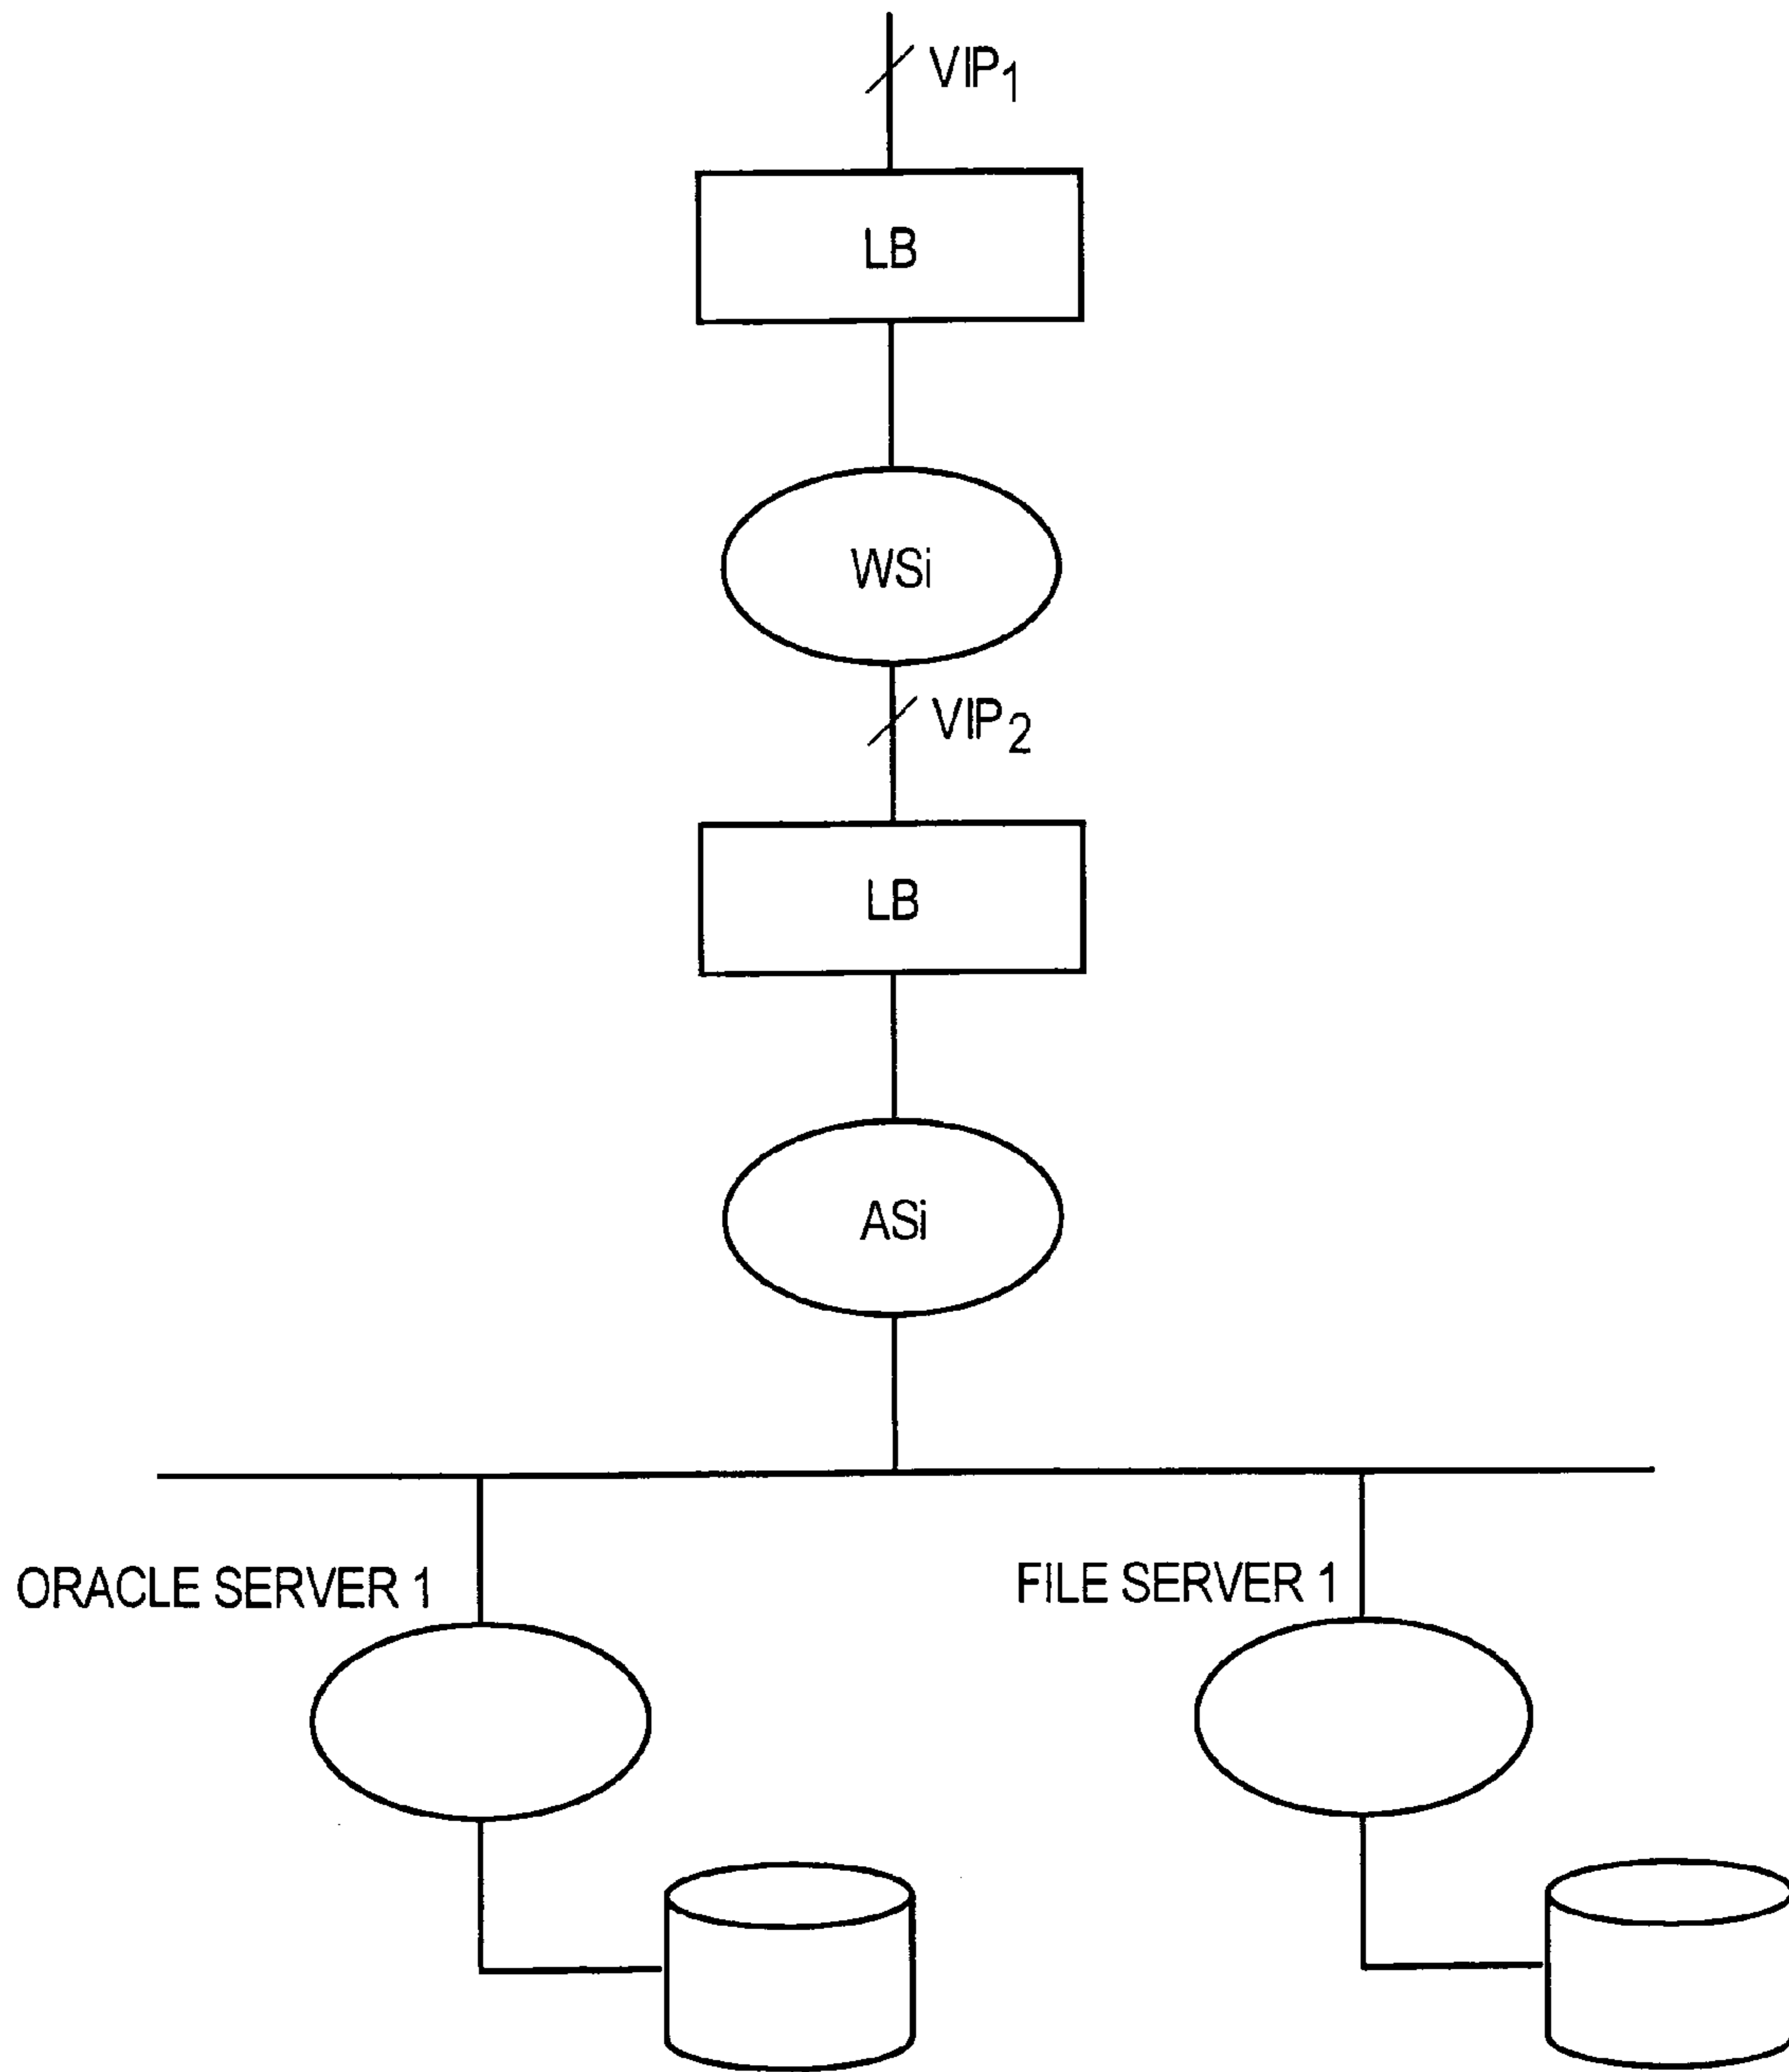 VIP₁
LB
WSi
VIP₂
LB
ASi
ORACLE SERVER 1
FILE SERVER 1